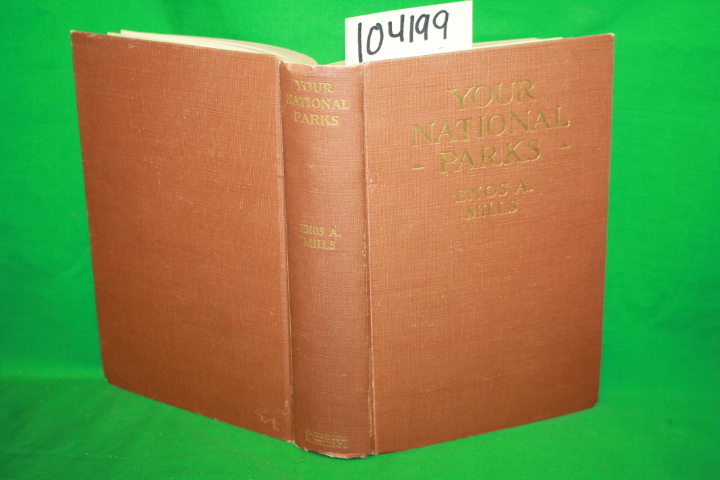 104199
YOUR
NATIONAL
PARKS
ENOS A.
MILLS
YOUR
NATIONAL
- PARKS -
ENOS A.
MILLS